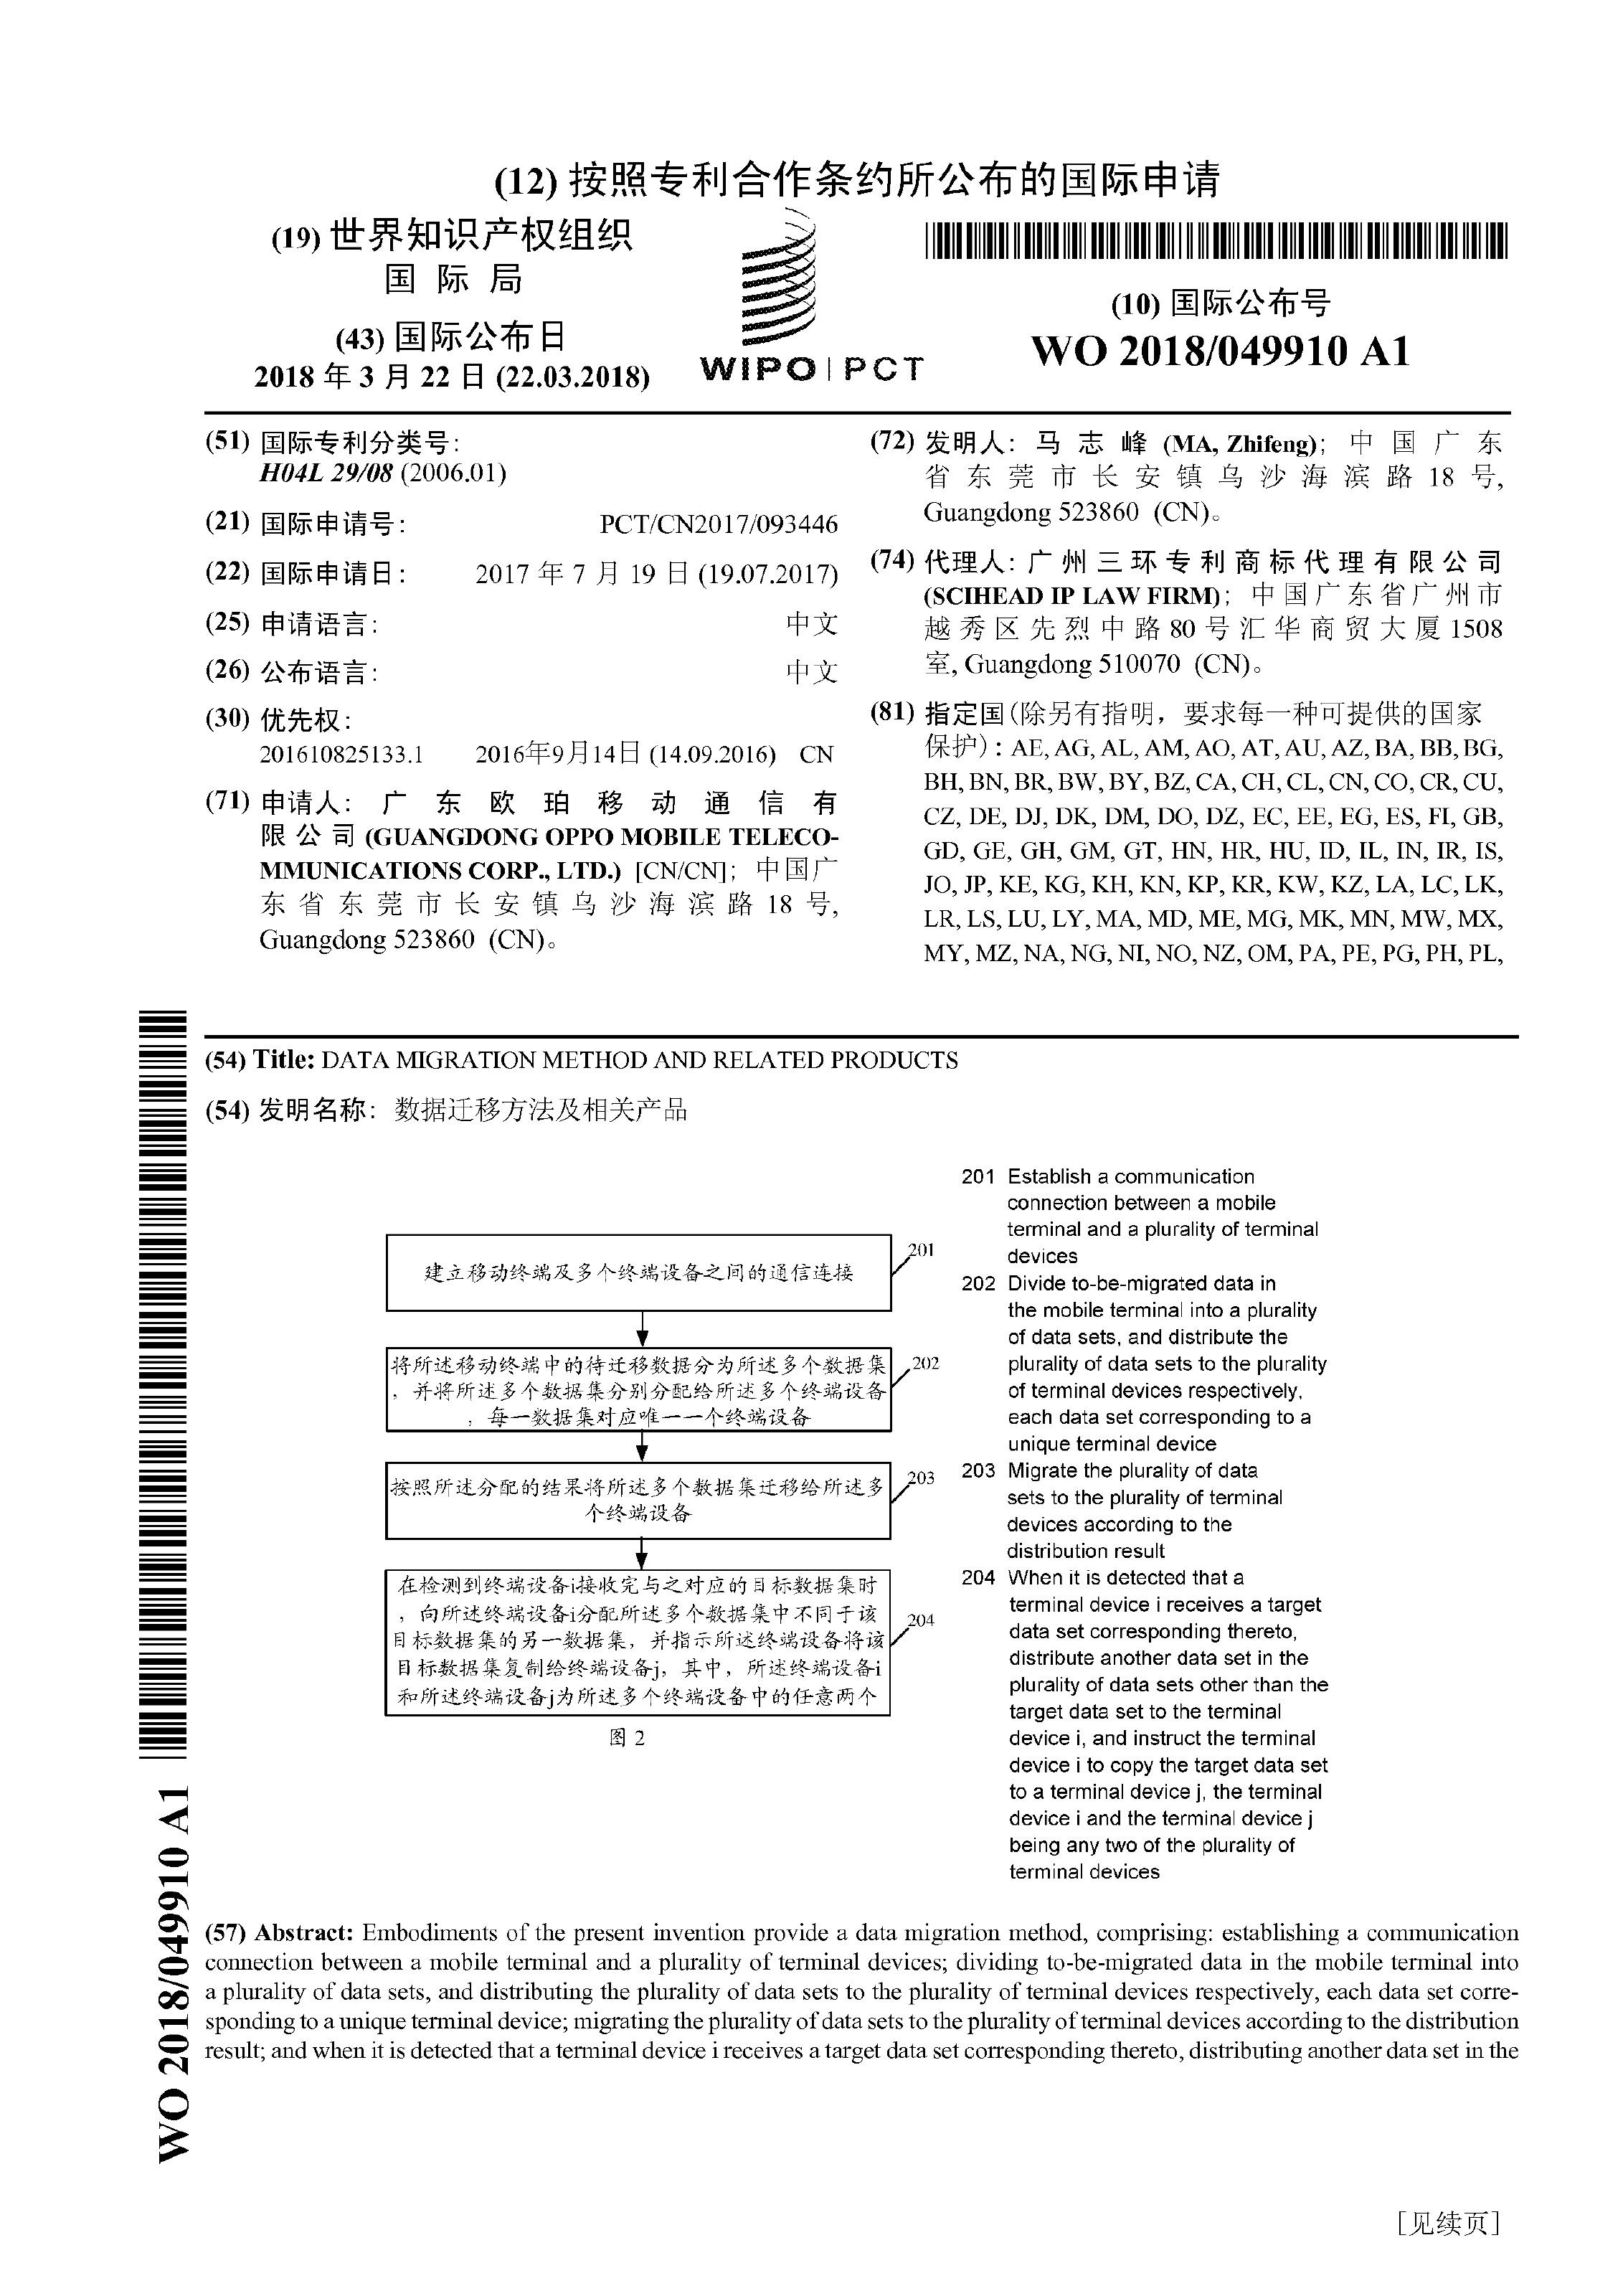 (12) 按照专利合作条约所公布的国际申请
(19) 世界知识产权组织
国 际 局
(43) 国际公布日
2018 年 3 月 22 日 (22.03.2018)
WIPO | PCT
(10) 国际公布号
WO 2018/049910 A1
(51) 国际专利分类号:
H04L 29/08 (2006.01)
(21) 国际申请号: PCT/CN2017/093446
(22) 国际申请日: 2017 年 7 月 19 日 (19.07.2017)
(25) 申请语言: 中文
(26) 公布语言: 中文
(30) 优先权:
201610825133.1 2016年9月14日 (14.09.2016) CN
(71) 申请人: 广 东 欧 珀 移 动 通 信 有
限 公 司 (GUANGDONG OPPO MOBILE TELECO-
MMUNICATIONS CORP., LTD.) [CN/CN]; 中国广
东 省 东 莞 市 长 安 镇 乌 沙 海 滨 路 18 号,
Guangdong 523860 (CN)。
(72) 发明人: 马 志 峰 (MA, Zhifeng); 中 国 广 东
省 东 莞 市 长 安 镇 乌 沙 海 滨 路 18 号,
Guangdong 523860 (CN)。
(74) 代理人: 广 州 三 环 专 利 商 标 代 理 有 限 公 司
(SCIHEAD IP LAW FIRM); 中 国 广 东 省 广 州 市
越 秀 区 先 烈 中 路 80 号 汇 华 商 贸 大 厦 1508
室, Guangdong 510070 (CN)。
(81) 指定国(除另有指明，要求每一种可提供的国家
保护): AE, AG, AL, AM, AO, AT, AU, AZ, BA, BB, BG,
BH, BN, BR, BW, BY, BZ, CA, CH, CL, CN, CO, CR, CU,
CZ, DE, DJ, DK, DM, DO, DZ, EC, EE, EG, ES, FI, GB,
GD, GE, GH, GM, GT, HN, HR, HU, ID, IL, IN, IR, IS,
JO, JP, KE, KG, KH, KN, KP, KR, KW, KZ, LA, LC, LK,
LR, LS, LU, LY, MA, MD, ME, MG, MK, MN, MW, MX,
MY, MZ, NA, NG, NI, NO, NZ, OM, PA, PE, PG, PH, PL,
(54) Title: DATA MIGRATION METHOD AND RELATED PRODUCTS
(54) 发明名称: 数据迁移方法及相关产品
建立移动终端及多个终端设备之间的通信连接
201
将所述移动终端中的待迁移数据分为所述多个数据集
，并将所述多个数据集分别分配给所述多个终端设备
，每一数据集对应唯一一个终端设备
202
按照所述分配的结果将所述多个数据集迁移给所述多
个终端设备
203
在检测到终端设备i接收完与之对应的目标数据集时
，向所述终端设备i分配所述多个数据集中不同于该
目标数据集的另一数据集，并指示所述终端设备将该
目标数据集复制给终端设备j，其中，所述终端设备i
和所述终端设备j为所述多个终端设备中的任意两个
204
图 2
201 Establish a communication
connection between a mobile
terminal and a plurality of terminal
devices
202 Divide to-be-migrated data in
the mobile terminal into a plurality
of data sets, and distribute the
plurality of data sets to the plurality
of terminal devices respectively,
each data set corresponding to a
unique terminal device
203 Migrate the plurality of data
sets to the plurality of terminal
devices according to the
distribution result
204 When it is detected that a
terminal device i receives a target
data set corresponding thereto,
distribute another data set in the
plurality of data sets other than the
target data set to the terminal
device i, and instruct the terminal
device i to copy the target data set
to a terminal device j, the terminal
device i and the terminal device j
being any two of the plurality of
terminal devices
(57) Abstract: Embodiments of the present invention provide a data migration method, comprising: establishing a communication
connection between a mobile terminal and a plurality of terminal devices; dividing to-be-migrated data in the mobile terminal into
a plurality of data sets, and distributing the plurality of data sets to the plurality of terminal devices respectively, each data set corre-
sponding to a unique terminal device; migrating the plurality of data sets to the plurality of terminal devices according to the distribution
result; and when it is detected that a terminal device i receives a target data set corresponding thereto, distributing another data set in the
WO 2018/049910 A1
[见续页]